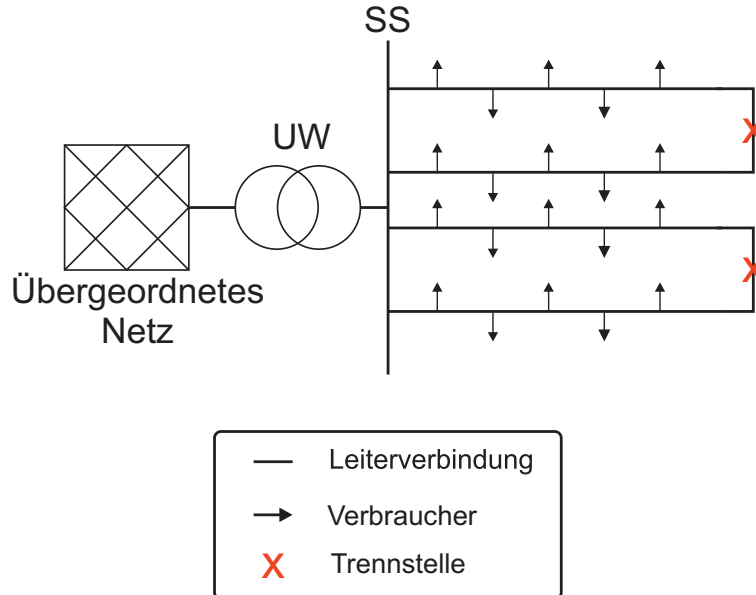 SS
UW
Übergeordnetes
Netz
X
X
Leiterverbindung
Verbraucher
X Trennstelle